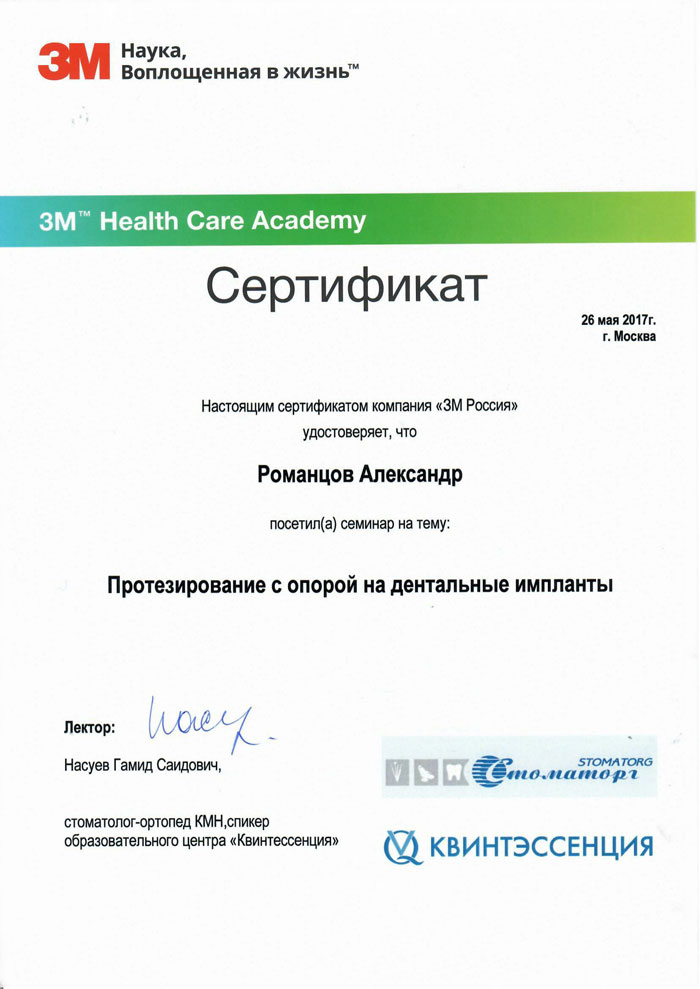 3M Наука,
Воплощенная в жизнь™
3M™ Health Care Academy
Сертификат
26 мая 2017г.
г. Москва
Настоящим сертификатом компания «3М Россия»
удостоверяет, что
Романцов Александр
посетил(а) семинар на тему:
Протезирование с опорой на дентальные импланты
Лектор:
Насуев Гамид Саидович,
стоматолог-ортопед КМН,спикер
образовательного центра «Квинтессенция»
STOMATORG
Стоматорг
КВИНТЭССЕНЦИЯ